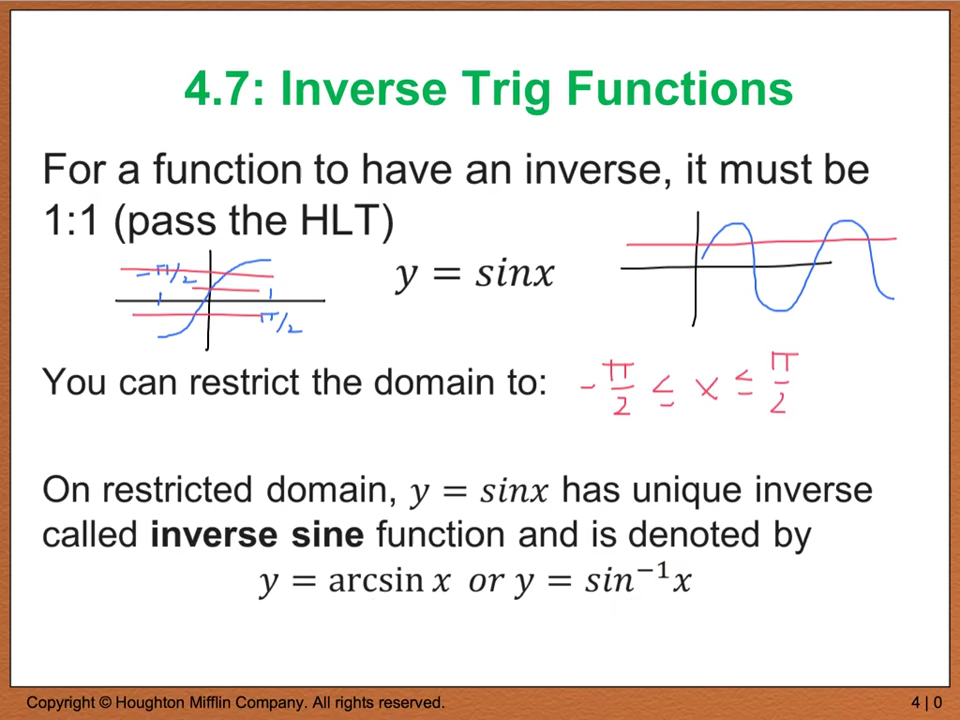 4.7: Inverse Trig Functions
For a function to have an inverse, it must be
1:1 (pass the HLT)
y = sinx
-π/2
π/2
You can restrict the domain to: -π/2 ≤ x ≤ π/2
On restricted domain, y = sinx has unique inverse
called inverse sine function and is denoted by
y = arcsin x or y = sin⁻¹x
Copyright © Houghton Mifflin Company. All rights reserved.
4 | 0